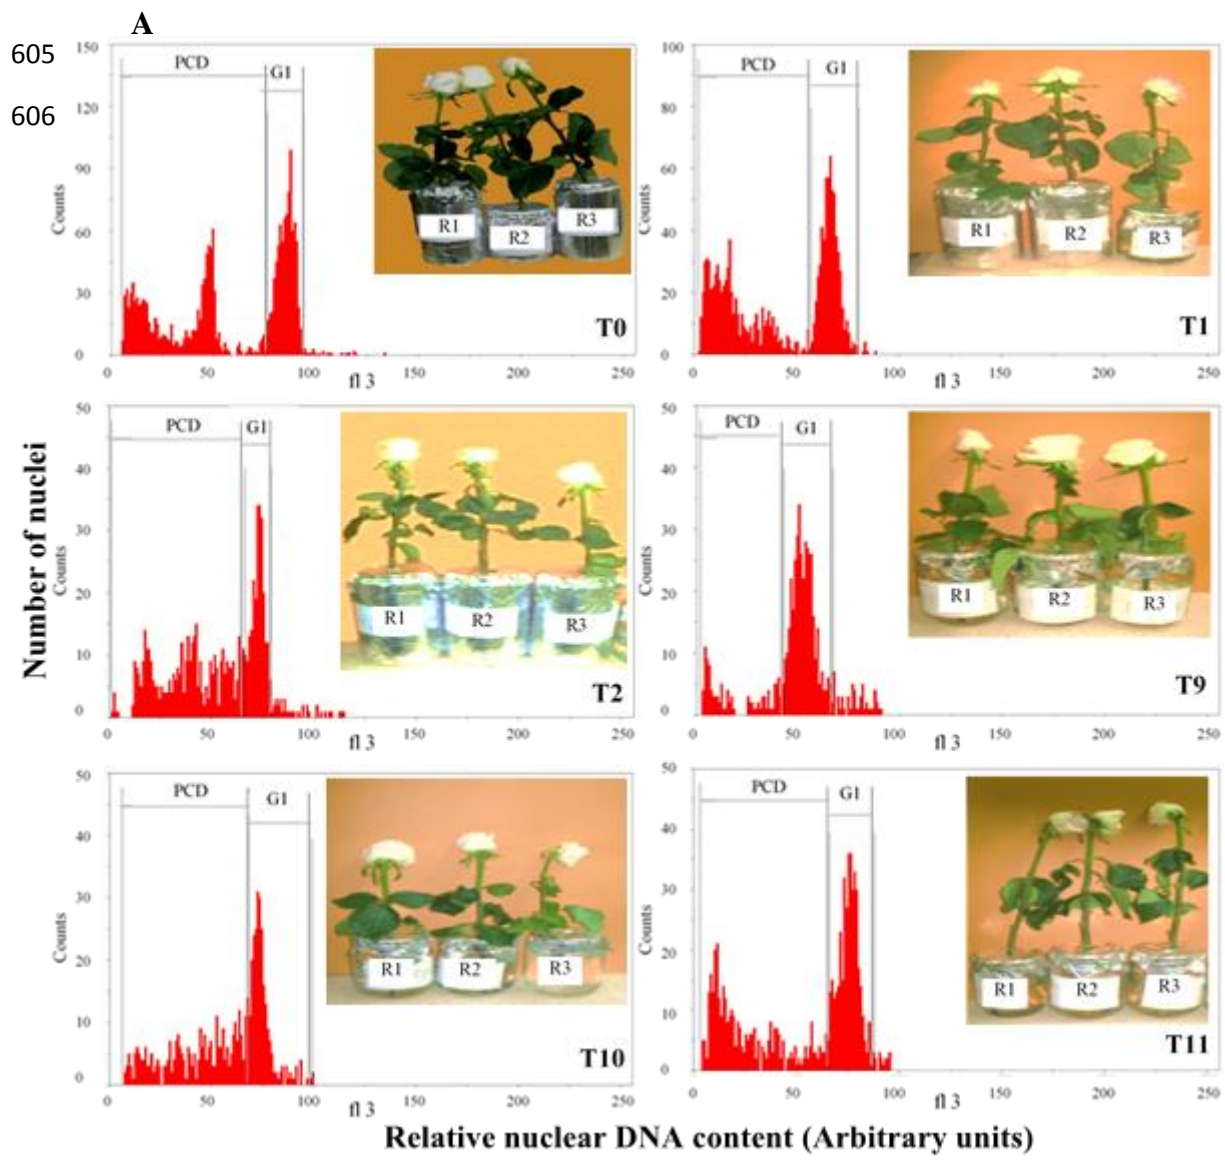 A
605
606
150
120
90
60
30
0
Counts
PCD
G1
R1
R2
R3
T0
0 50 100 150 200 250
fl 3
100
80
60
40
20
0
Counts
PCD
G1
R1
R2
R3
T1
0 50 100 150 200 250
fl 3
Number of nuclei
50
40
30
20
10
0
Counts
PCD
G1
R1
R2
R3
T2
0 50 100 150 200 250
fl 3
50
40
30
20
10
0
Counts
PCD
G1
R1
R2
R3
T9
0 50 100 150 200 250
fl 3
50
40
30
20
10
0
Counts
PCD
G1
R1
R2
R3
T10
0 50 100 150 200 250
fl 3
50
40
30
20
10
0
Counts
PCD
G1
R1
R2
R3
T11
0 50 100 150 200 250
fl 3
Relative nuclear DNA content (Arbitrary units)